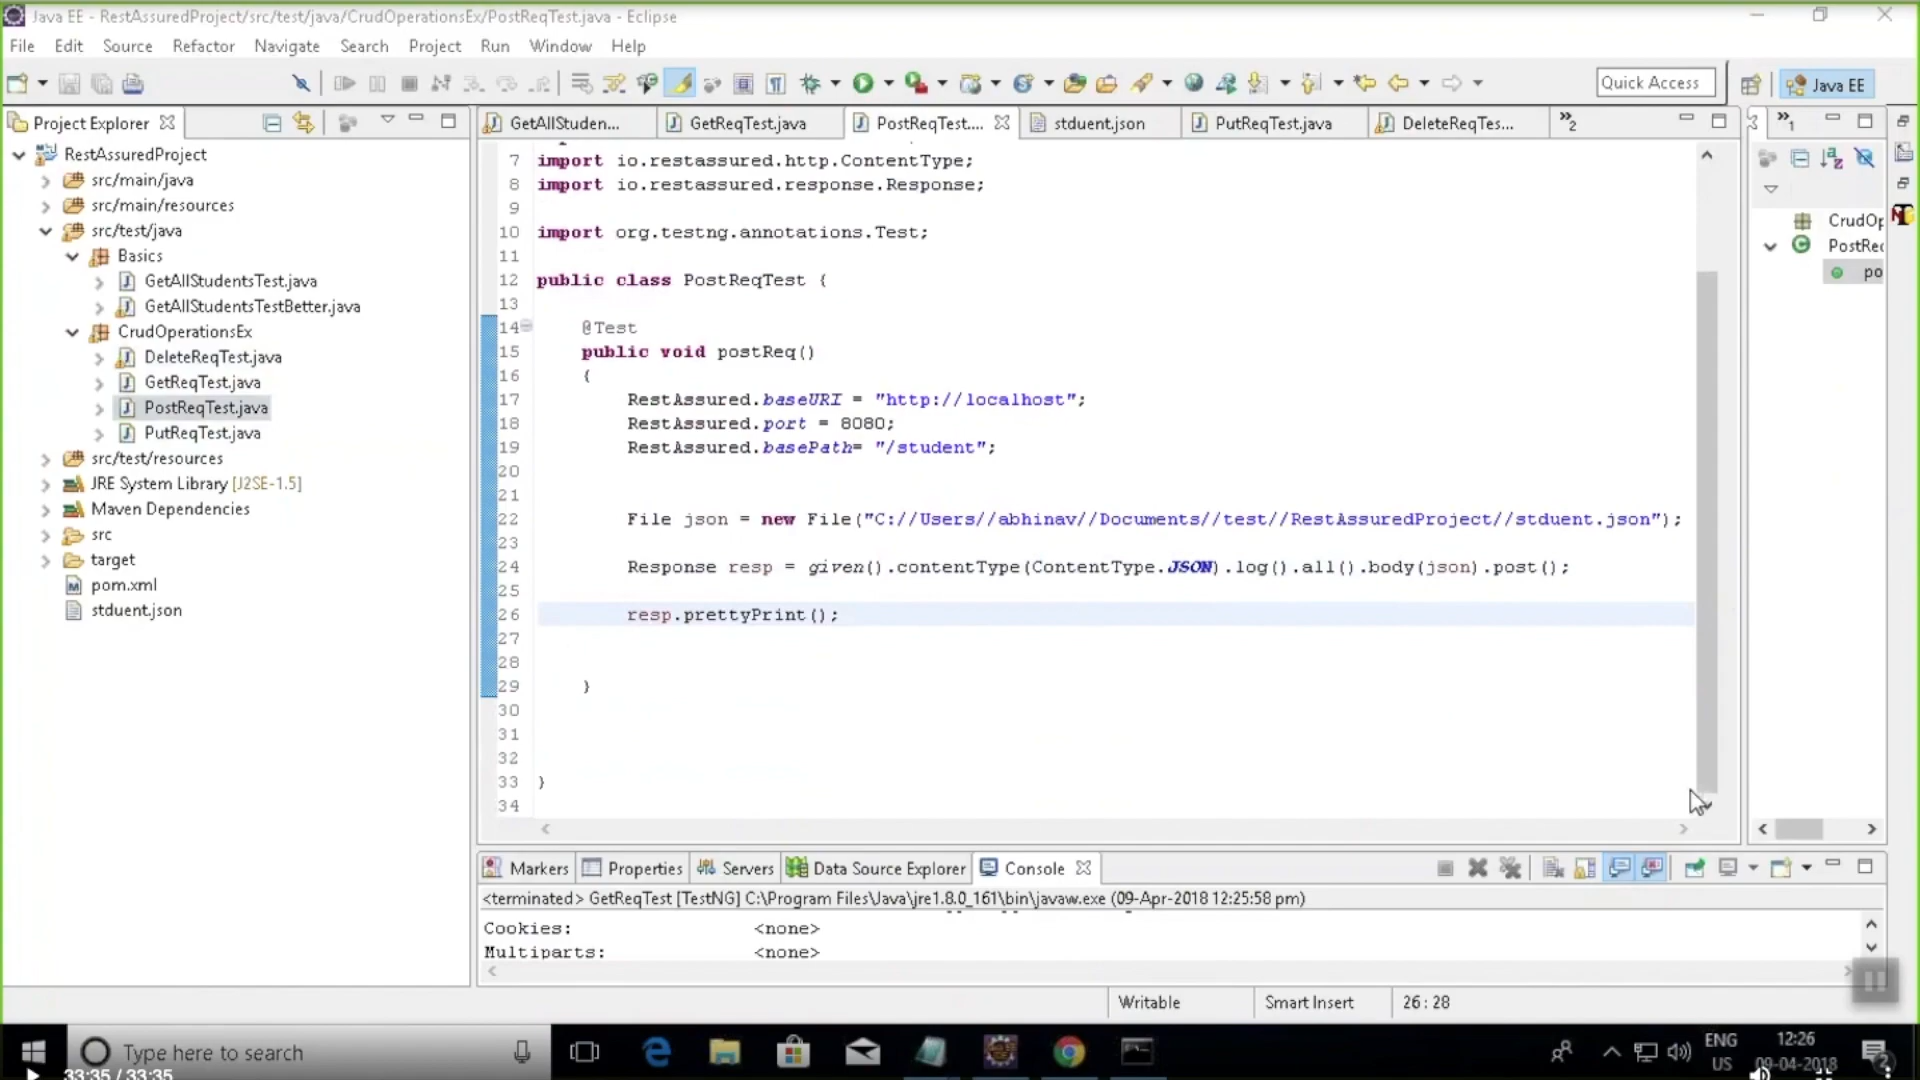 Java EE - RestAssuredProject/src/test/java/CrudOperationsEx/PostReqTest.java - Eclipse
File Edit Source Refactor Navigate Search Project Run Window Help
Quick Access
Java EE
Project Explorer
RestAssuredProject
src/main/java
src/main/resources
src/test/java
Basics
GetAllStudentsTest.java
GetAllStudentsTestBetter.java
CrudOperationsEx
DeleteReqTest.java
GetReqTest.java
PostReqTest.java
PutReqTest.java
src/test/resources
JRE System Library [J2SE-1.5]
Maven Dependencies
src
target
pom.xml
stduent.json
GetAllStuden... GetReqTest.java PostReqTest.... stduent.json PutReqTest.java DeleteReqTes... »2
7 import io.restassured.http.ContentType;
8 import io.restassured.response.Response;
9
10 import org.testng.annotations.Test;
11
12 public class PostReqTest {
13
14 @Test
15 public void postReq()
16 {
17 RestAssured.baseURI = "http://localhost";
18 RestAssured.port = 8080;
19 RestAssured.basePath= "/student";
20
21
22 File json = new File("C://Users//abhinav//Documents//test//RestAssuredProject//stduent.json");
23
24 Response resp = given().contentType(ContentType.JSON).log().all().body(json).post();
25
26 resp.prettyPrint();
27
28
29 }
30
31
32
33 }
34
»1
CrudOp
PostRec
po
Markers Properties Servers Data Source Explorer Console
<terminated> GetReqTest [TestNG] C:\Program Files\Java\jre1.8.0_161\bin\javaw.exe (09-Apr-2018 12:25:58 pm)
Cookies: <none>
Multiparts: <none>
Writable Smart Insert 26 : 28
Type here to search
ENG
US
12:26
09-04-2018
2
33:35 / 33:35